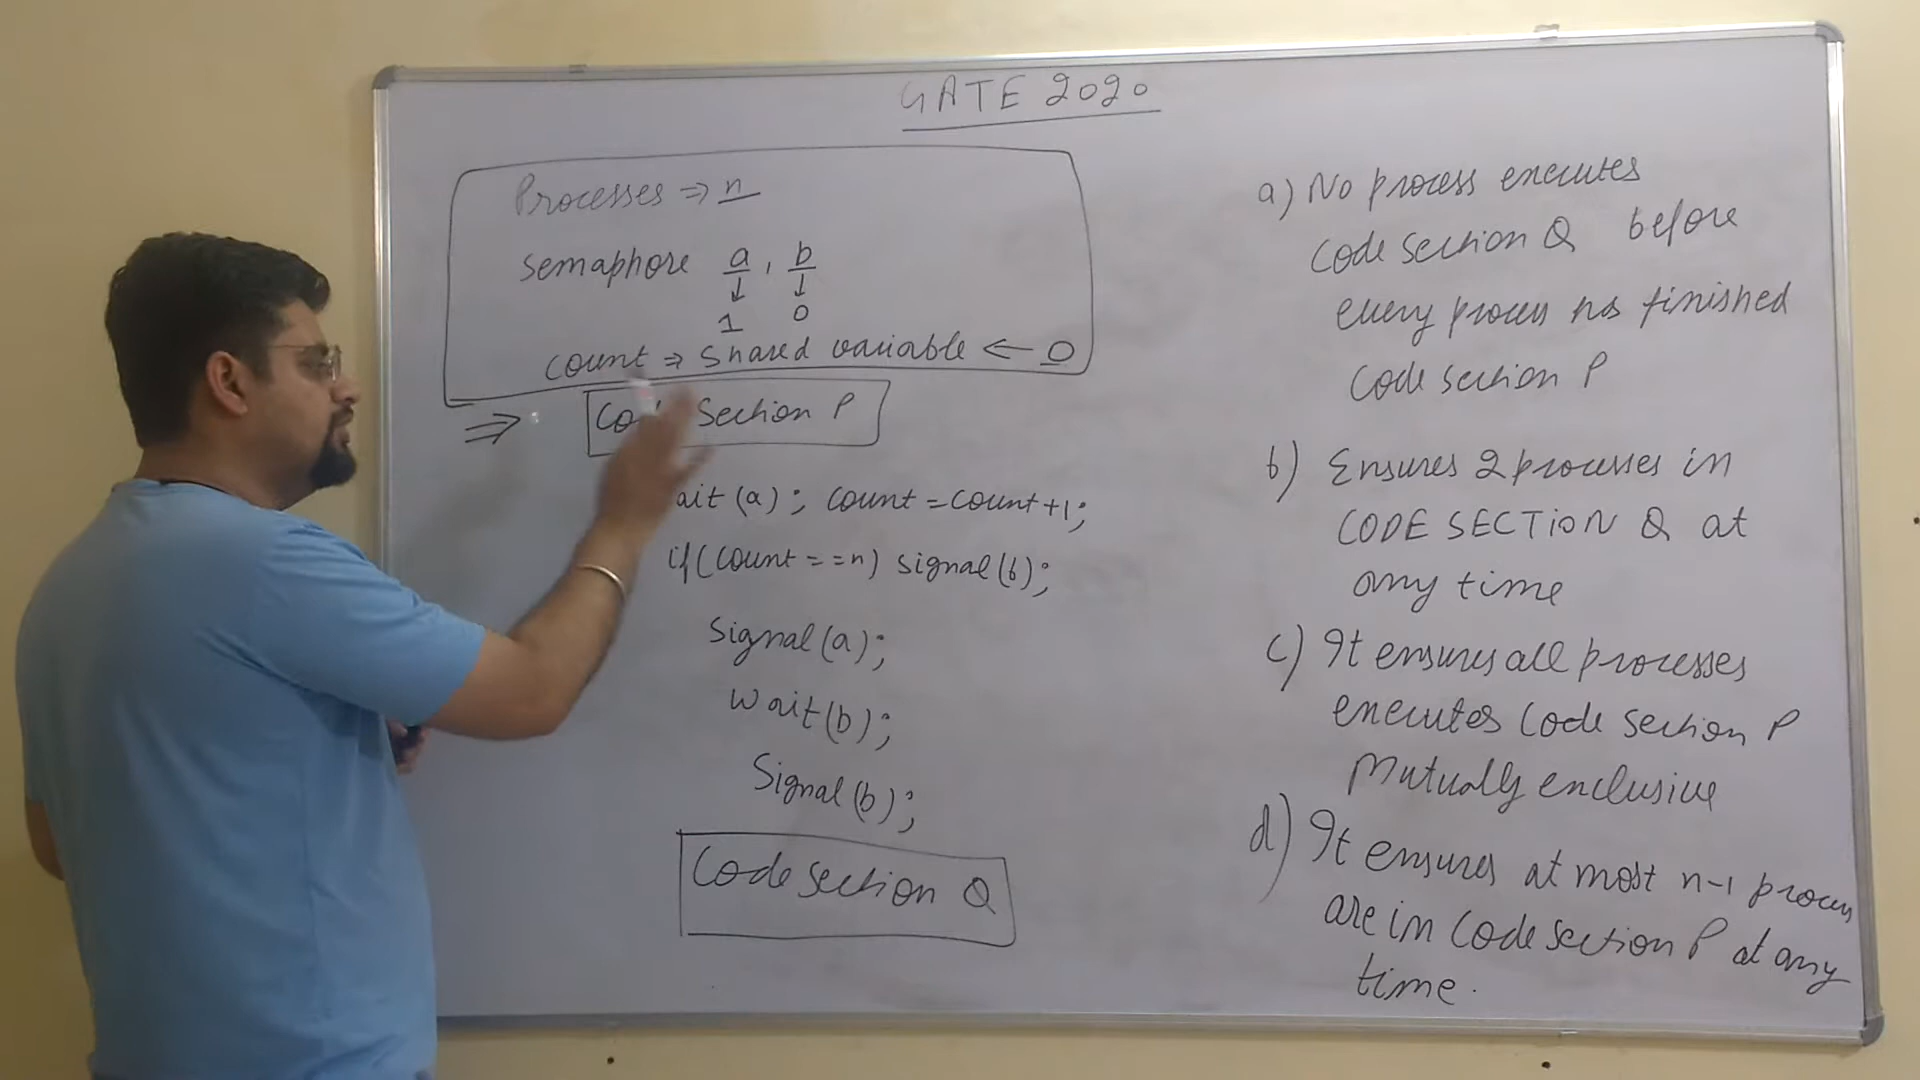 GATE 2020
Processes ⇒ n
semaphore a, b
↓ ↓
1 0
count ⇒ shared variable ← 0
⇒ Section P
ait (a); count = count+1;
if (count == n) signal (b);
Signal (a);
Wait (b);
Signal (b);
Code section Q
a) No process executes
code section Q before
every process has finished
code section P
b) Ensures 2 processes in
CODE SECTION Q at
any time
c) It ensures all processes
executes code section P
Mutually exclusive
d) It ensures at most n-1 process
are in code section P at any
time.